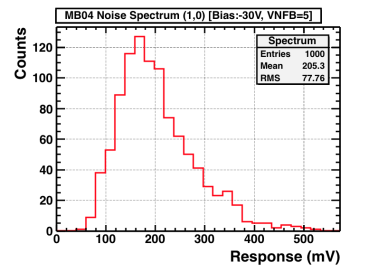 MB04 Noise Spectrum (1,0) [Bias:-30V, VNFB=5]
Counts
Spectrum
Entries 1000
Mean 205.3
RMS 77.76
120
100
80
60
40
20
0
0 100 200 300 400 500
Response (mV)